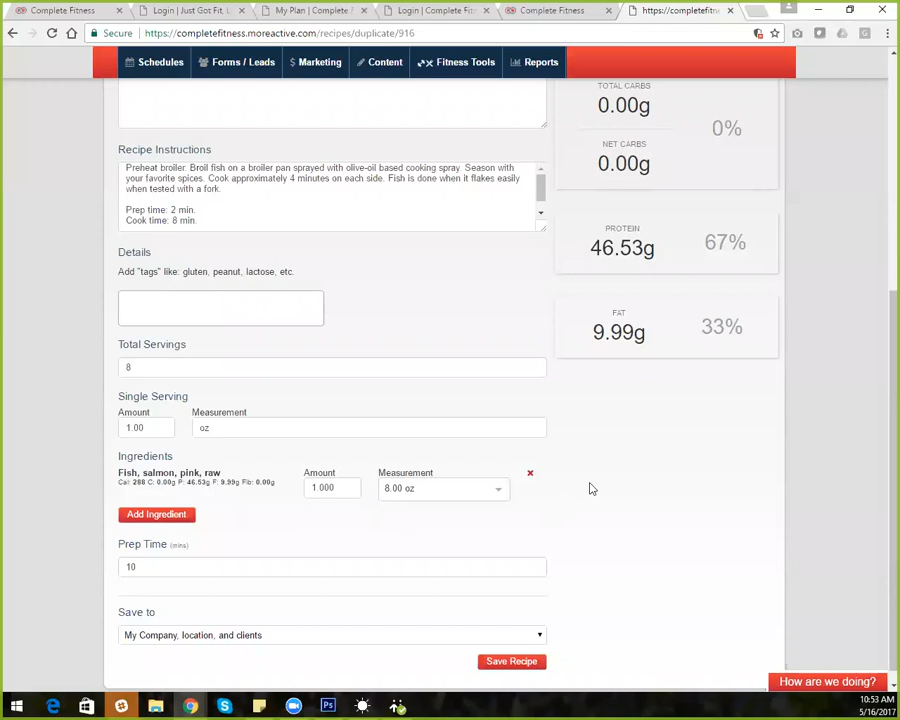 Complete Fitness
Login | Just Got Fit, L
My Plan | Complete
Login | Complete Fitn
Complete Fitness
https://completefitne
Secure
https://completefitness.moreactive.com/recipes/duplicate/916
Schedules
Forms / Leads
$ Marketing
Content
Fitness Tools
Reports
TOTAL CARBS
0.00g
0%
NET CARBS
0.00g
Recipe Instructions
Preheat broiler. Broil fish on a broiler pan sprayed with olive-oil based cooking spray. Season with
your favorite spices. Cook approximately 4 minutes on each side. Fish is done when it flakes easily
when tested with a fork.
Prep time: 2 min.
Cook time: 8 min.
PROTEIN
46.53g
67%
Details
Add "tags" like: gluten, peanut, lactose, etc.
FAT
9.99g
33%
Total Servings
8
Single Serving
Amount
Measurement
1.00
oz
Ingredients
Fish, salmon, pink, raw
Amount
Measurement
Cal: 288 C: 0.00g P: 46.53g F: 9.99g Fib: 0.00g
1.000
8.00 oz
Add Ingredient
Prep Time (mins)
10
Save to
My Company, location, and clients
Save Recipe
How are we doing?
Ps
10:53 AM
5/16/2017